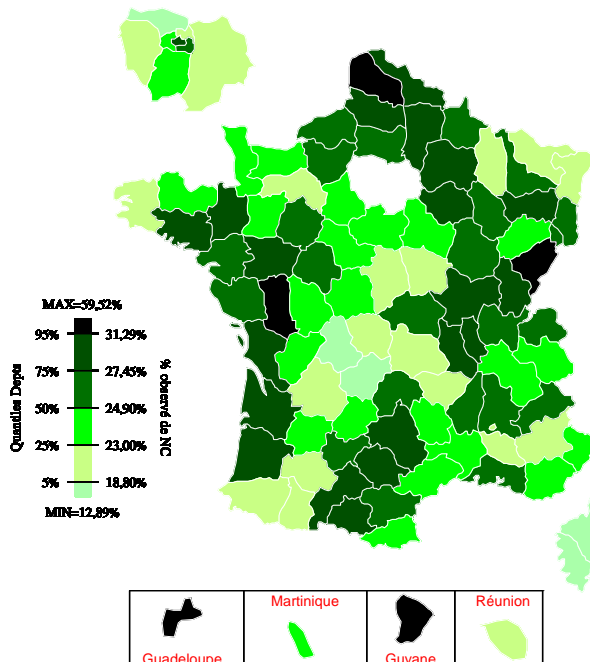 MAX=59,52%
95% 31,29%
75% 27,45%
50% 24,90%
25% 23,00%
5% 18,80%
MIN=12,89%
Quantiles Depts
% observé de NC
Martinique
Réunion
Guadeloupe
Guyane